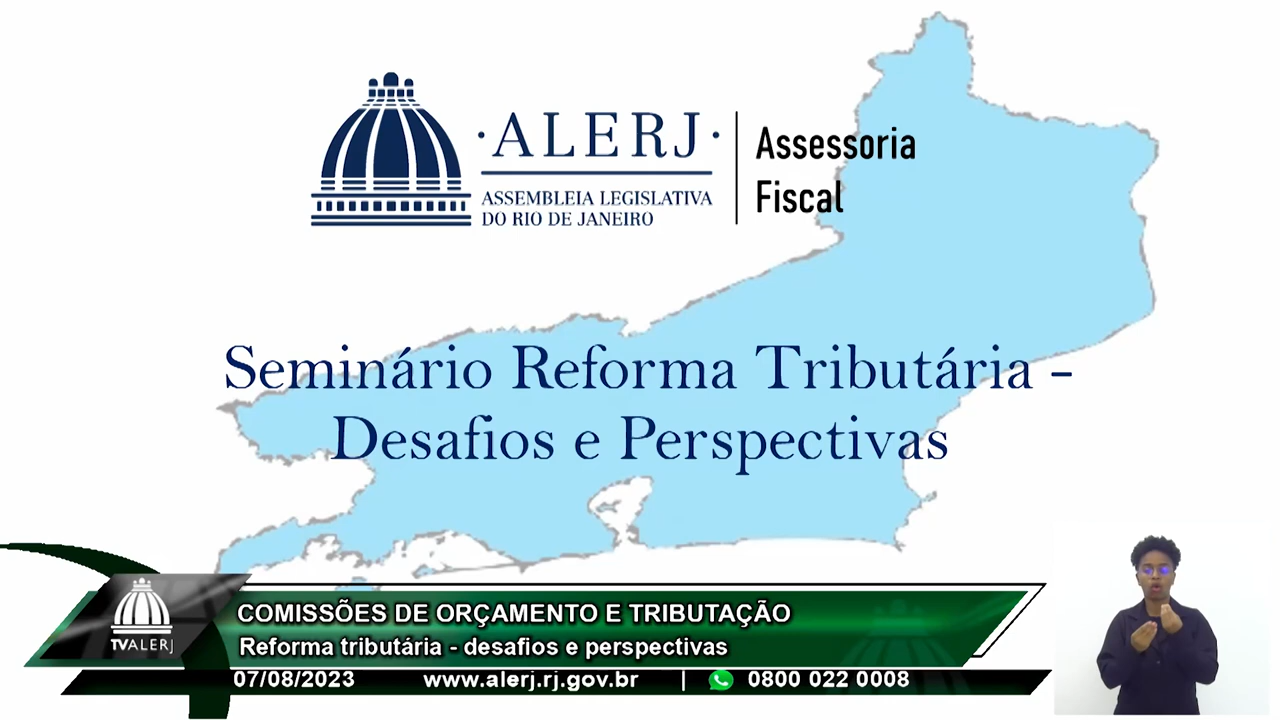 ·ALERJ·
ASSEMBLEIA LEGISLATIVA
DO RIO DE JANEIRO
Assessoria
Fiscal
Seminário Reforma Tributária -
Desafios e Perspectivas
TVALERJ
COMISSÕES DE ORÇAMENTO E TRIBUTAÇÃO
Reforma tributária - desafios e perspectivas
07/08/2023 www.alerj.rj.gov.br | 0800 022 0008